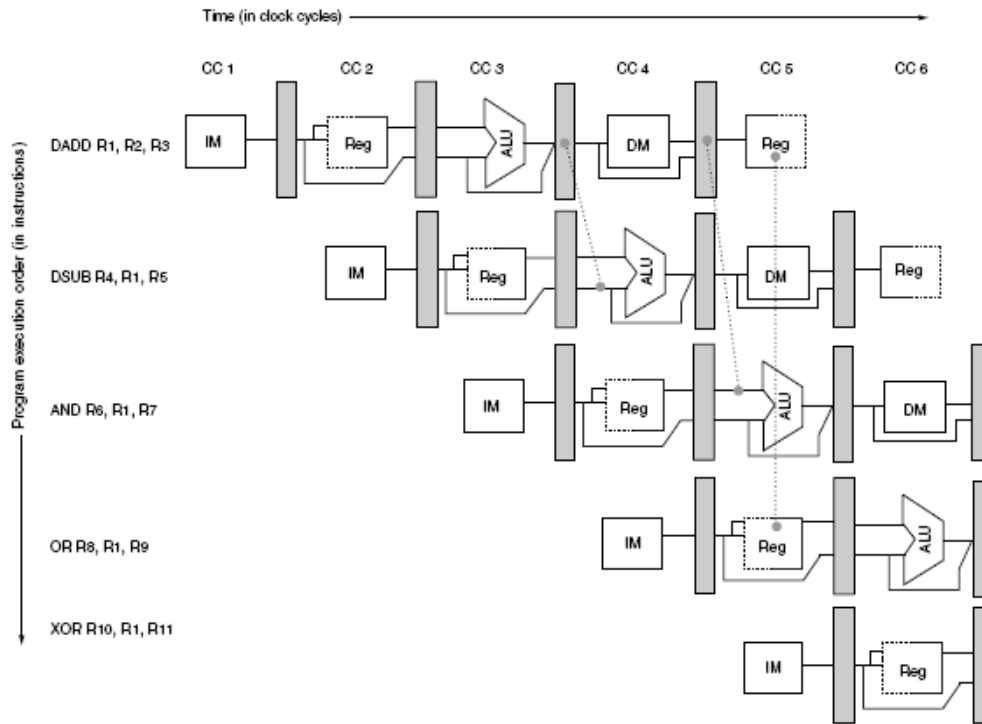 Time (in clock cycles)
CC 1 CC 2 CC 3 CC 4 CC 5 CC 6
Program execution order (in instructions)
DADD R1, R2, R3 IM Reg ALU DM Reg
DSUB R4, R1, R5 IM Reg ALU DM Reg
AND R6, R1, R7 IM Reg ALU DM
OR R8, R1, R9 IM Reg ALU
XOR R10, R1, R11 IM Reg